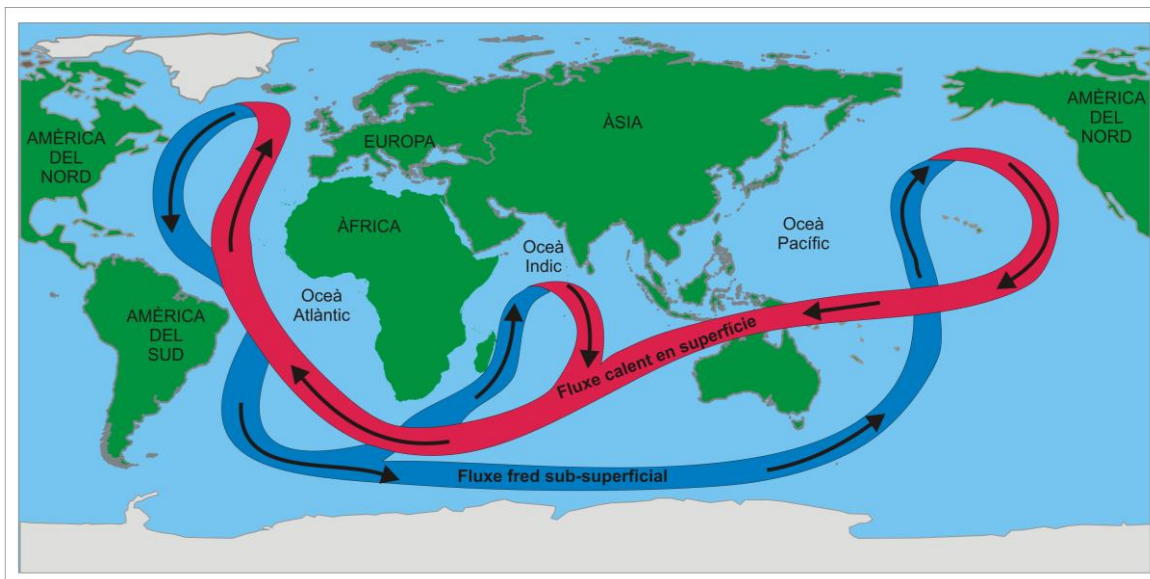 AMÈRICA
DEL
NORD
EUROPA
ÀSIA
AMÈRICA
DEL
NORD
ÀFRICA
Oceà
Indic
Oceà
Pacífic
Oceà
Atlàntic
AMÈRICA
DEL
SUD
Fluxe calent en superfície
Fluxe fred sub-superficial